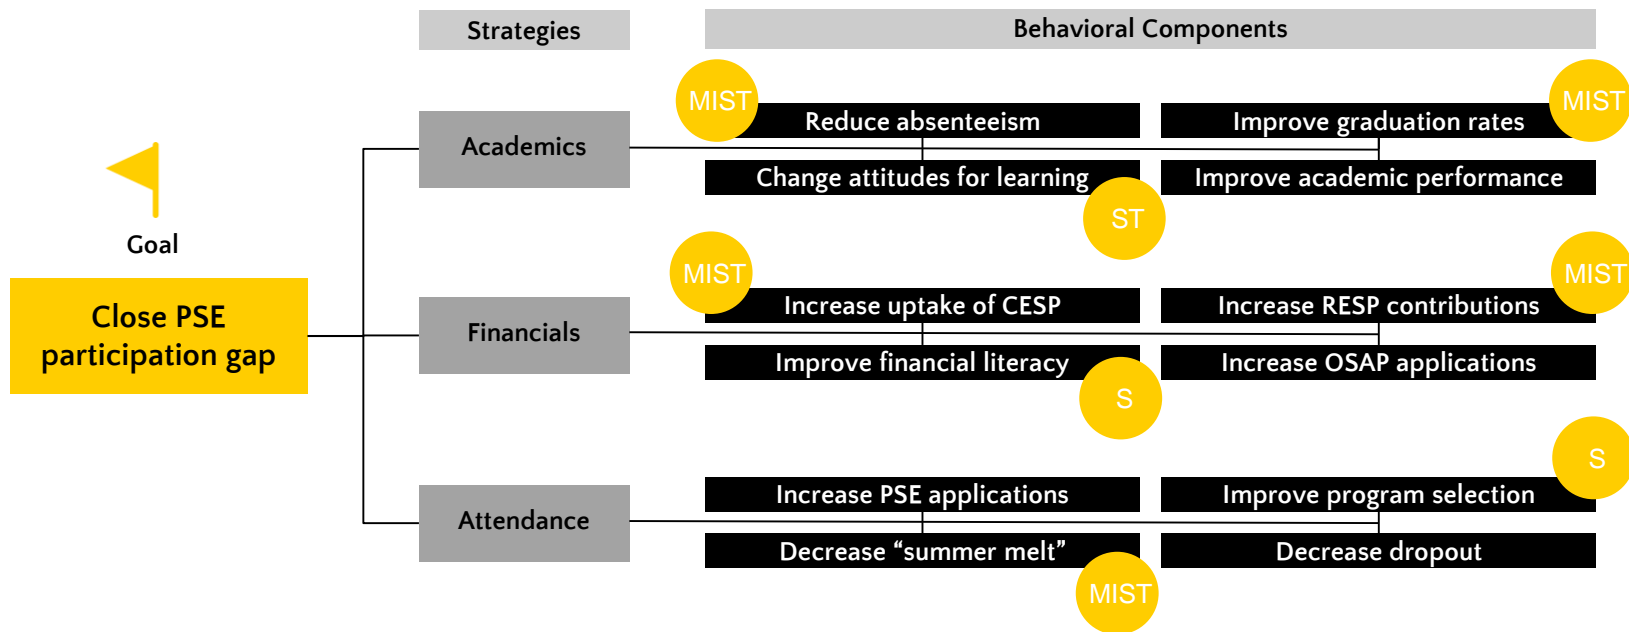 Strategies
Behavioral Components
MIST
MIST
Reduce absenteeism
Improve graduation rates
Academics
Change attitudes for learning
Improve academic performance
ST
Goal
MIST
MIST
Close PSE
participation gap
Increase uptake of CESP
Increase RESP contributions
Financials
Improve financial literacy
Increase OSAP applications
S
S
Increase PSE applications
Improve program selection
Attendance
Decrease “summer melt”
Decrease dropout
MIST